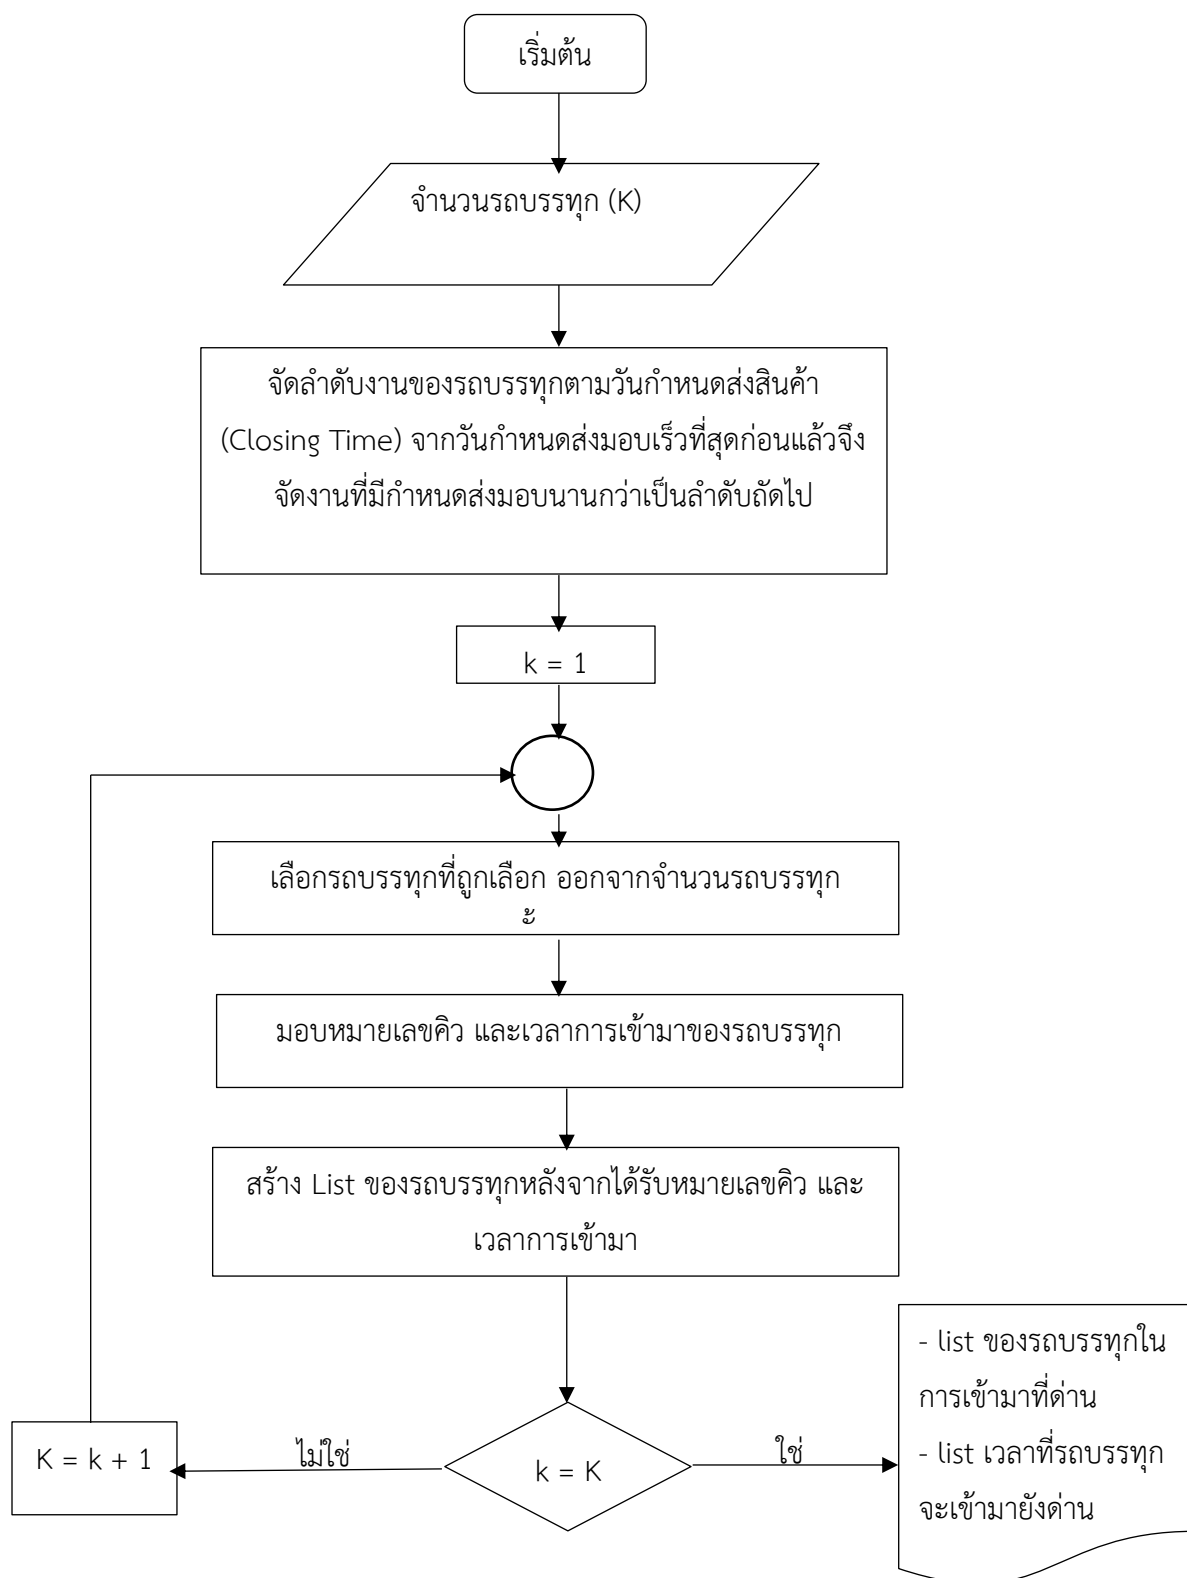 เริ่มต้น
จำนวนรถบรรทุก (K)
จัดลำดับงานของรถบรรทุกตามวันกำหนดส่งสินค้า
(Closing Time) จากวันกำหนดส่งมอบเร็วที่สุดก่อนแล้วจึง
จัดงานที่มีกำหนดส่งมอบนานกว่าเป็นลำดับถัดไป
k = 1
เลือกรถบรรทุกที่ถูกเลือก ออกจากจำนวนรถบรรทุก
มอบหมายเลขคิว และเวลาการเข้ามาของรถบรรทุก
สร้าง List ของรถบรรทุกหลังจากได้รับหมายเลขคิว และ
เวลาการเข้ามา
- list ของรถบรรทุกใน
การเข้ามาที่ด่าน
- list เวลาที่รถบรรทุก
จะเข้ามายังด่าน
K = k + 1
ไม่ใช่
k = K
ใช่